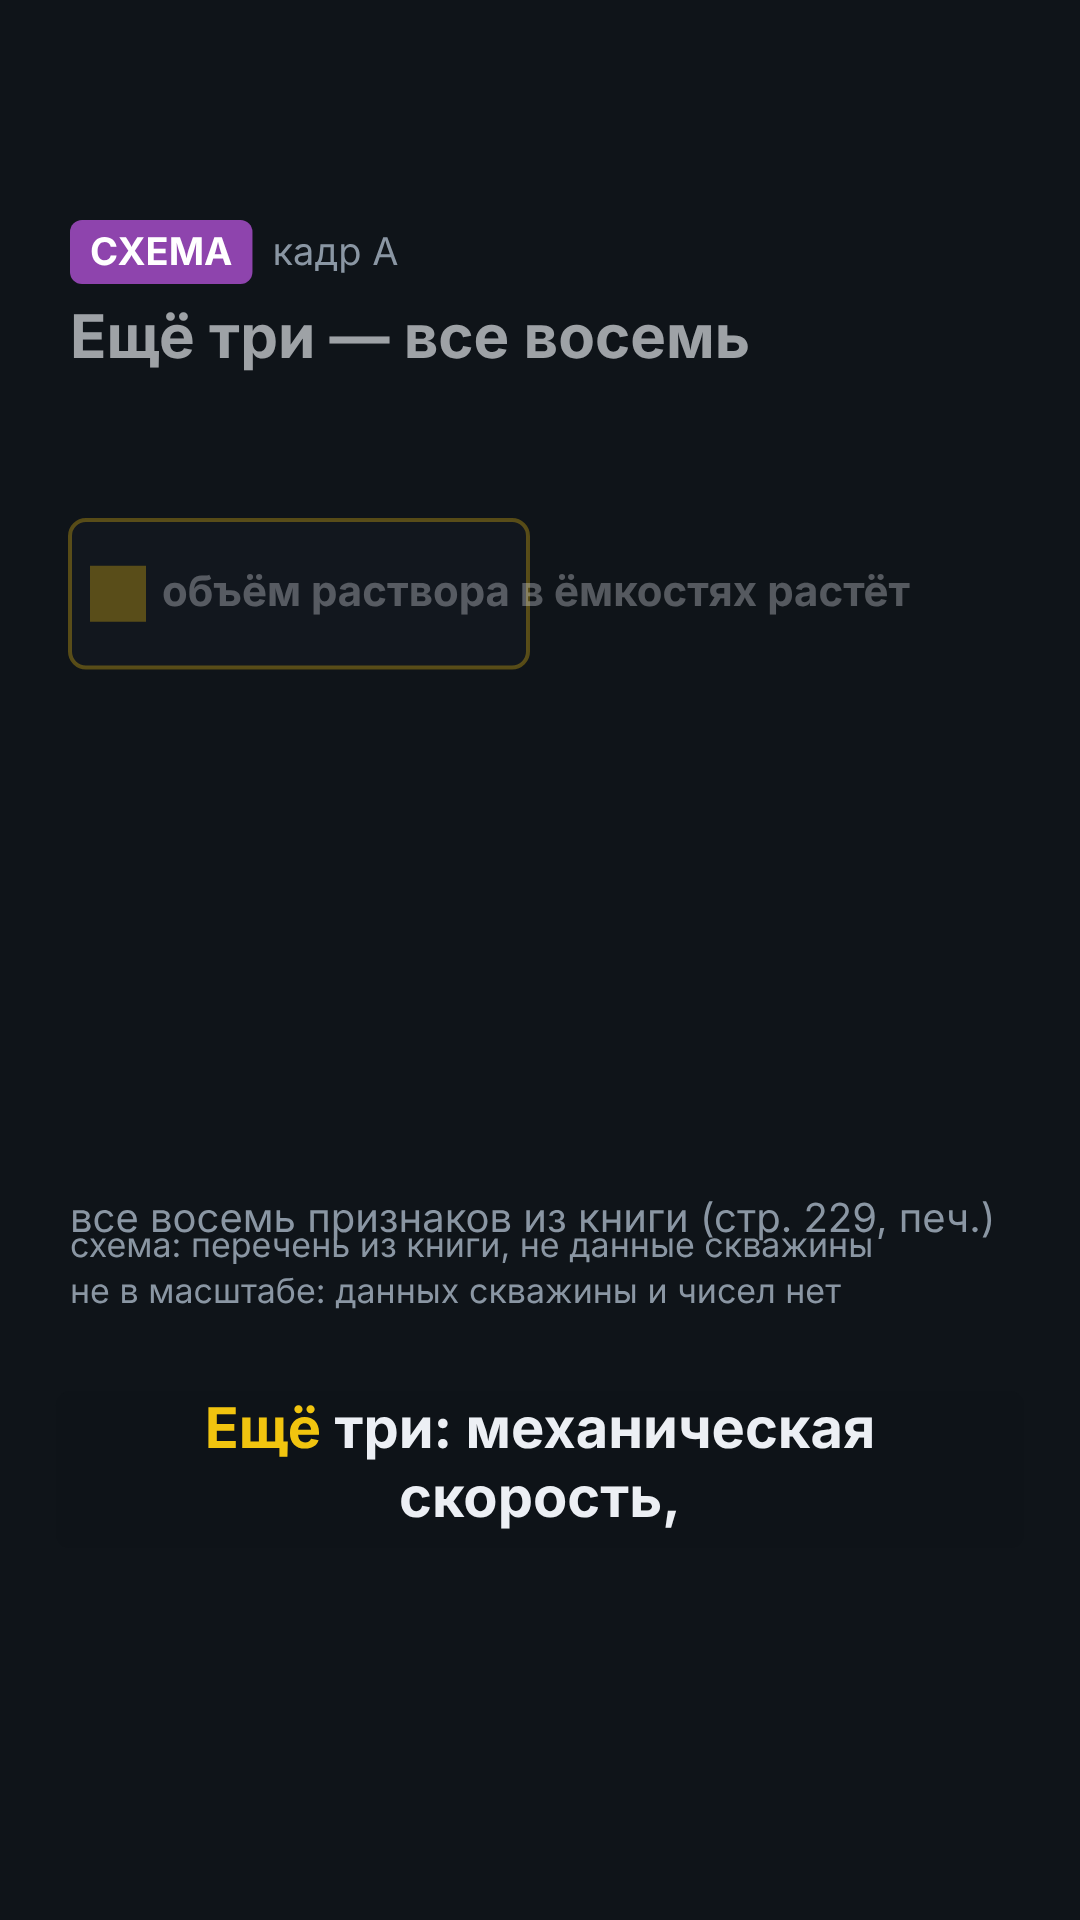 СХЕМА кадр А
Ещё три — все восемь
объём раствора в ёмкостях растёт
все восемь признаков из книги (стр. 229, печ.)
схема: перечень из книги, не данные скважины
не в масштабе: данных скважины и чисел нет
Ещё три: механическая
скорость,